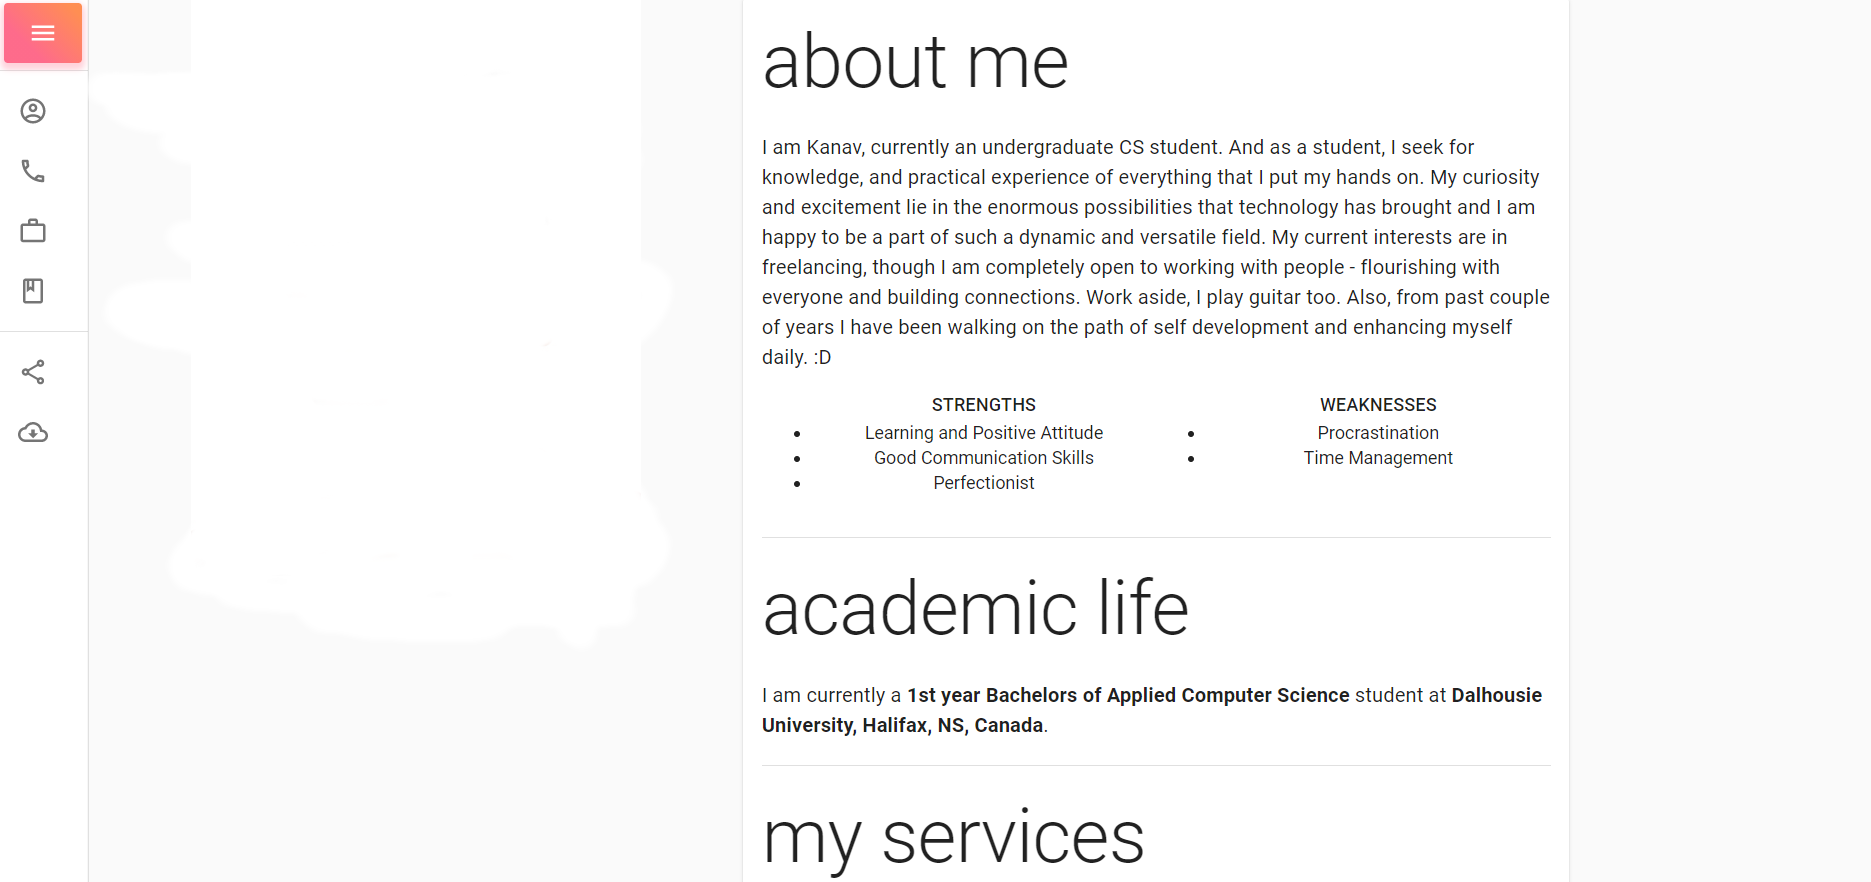 about me
I am Kanav, currently an undergraduate CS student. And as a student, I seek for
knowledge, and practical experience of everything that I put my hands on. My curiosity
and excitement lie in the enormous possibilities that technology has brought and I am
happy to be a part of such a dynamic and versatile field. My current interests are in
freelancing, though I am completely open to working with people - flourishing with
everyone and building connections. Work aside, I play guitar too. Also, from past couple
of years I have been walking on the path of self development and enhancing myself
daily. :D
STRENGTHS
• Learning and Positive Attitude
• Good Communication Skills
• Perfectionist
WEAKNESSES
• Procrastination
• Time Management
academic life
I am currently a 1st year Bachelors of Applied Computer Science student at Dalhousie
University, Halifax, NS, Canada.
my services